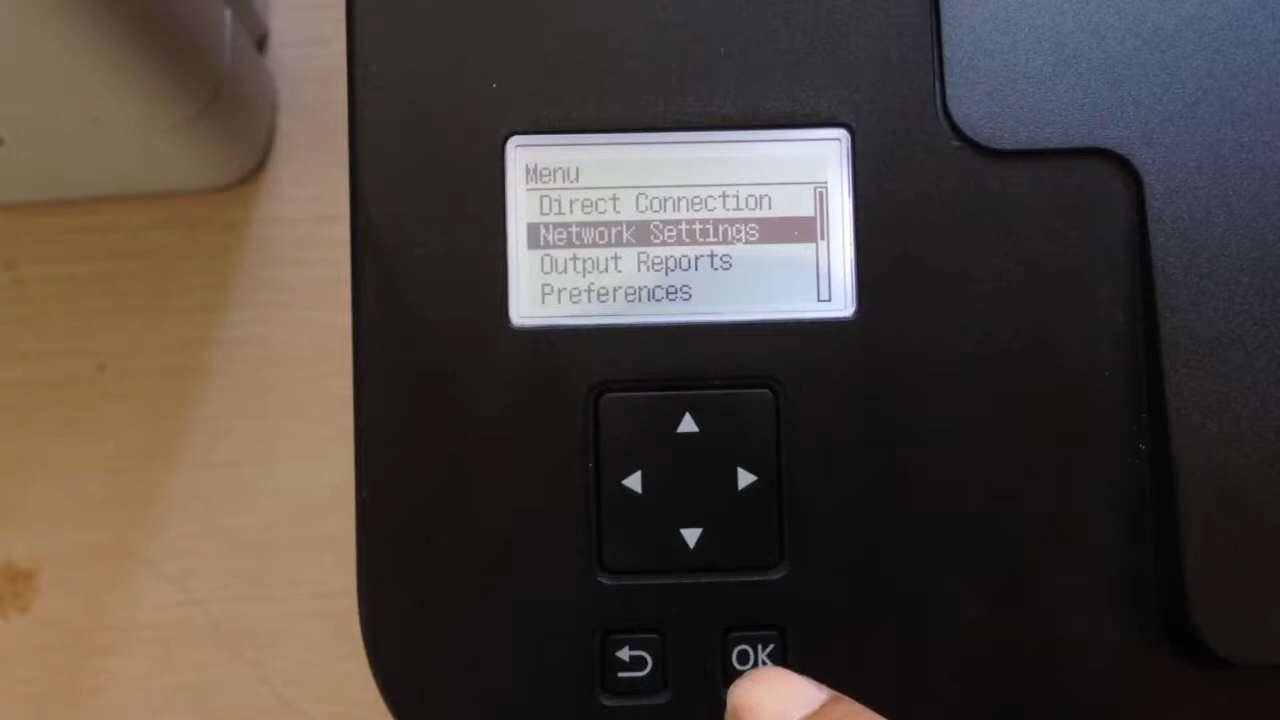 Menu
Direct Connection
Network Settings
Output Reports
Preferences
OK